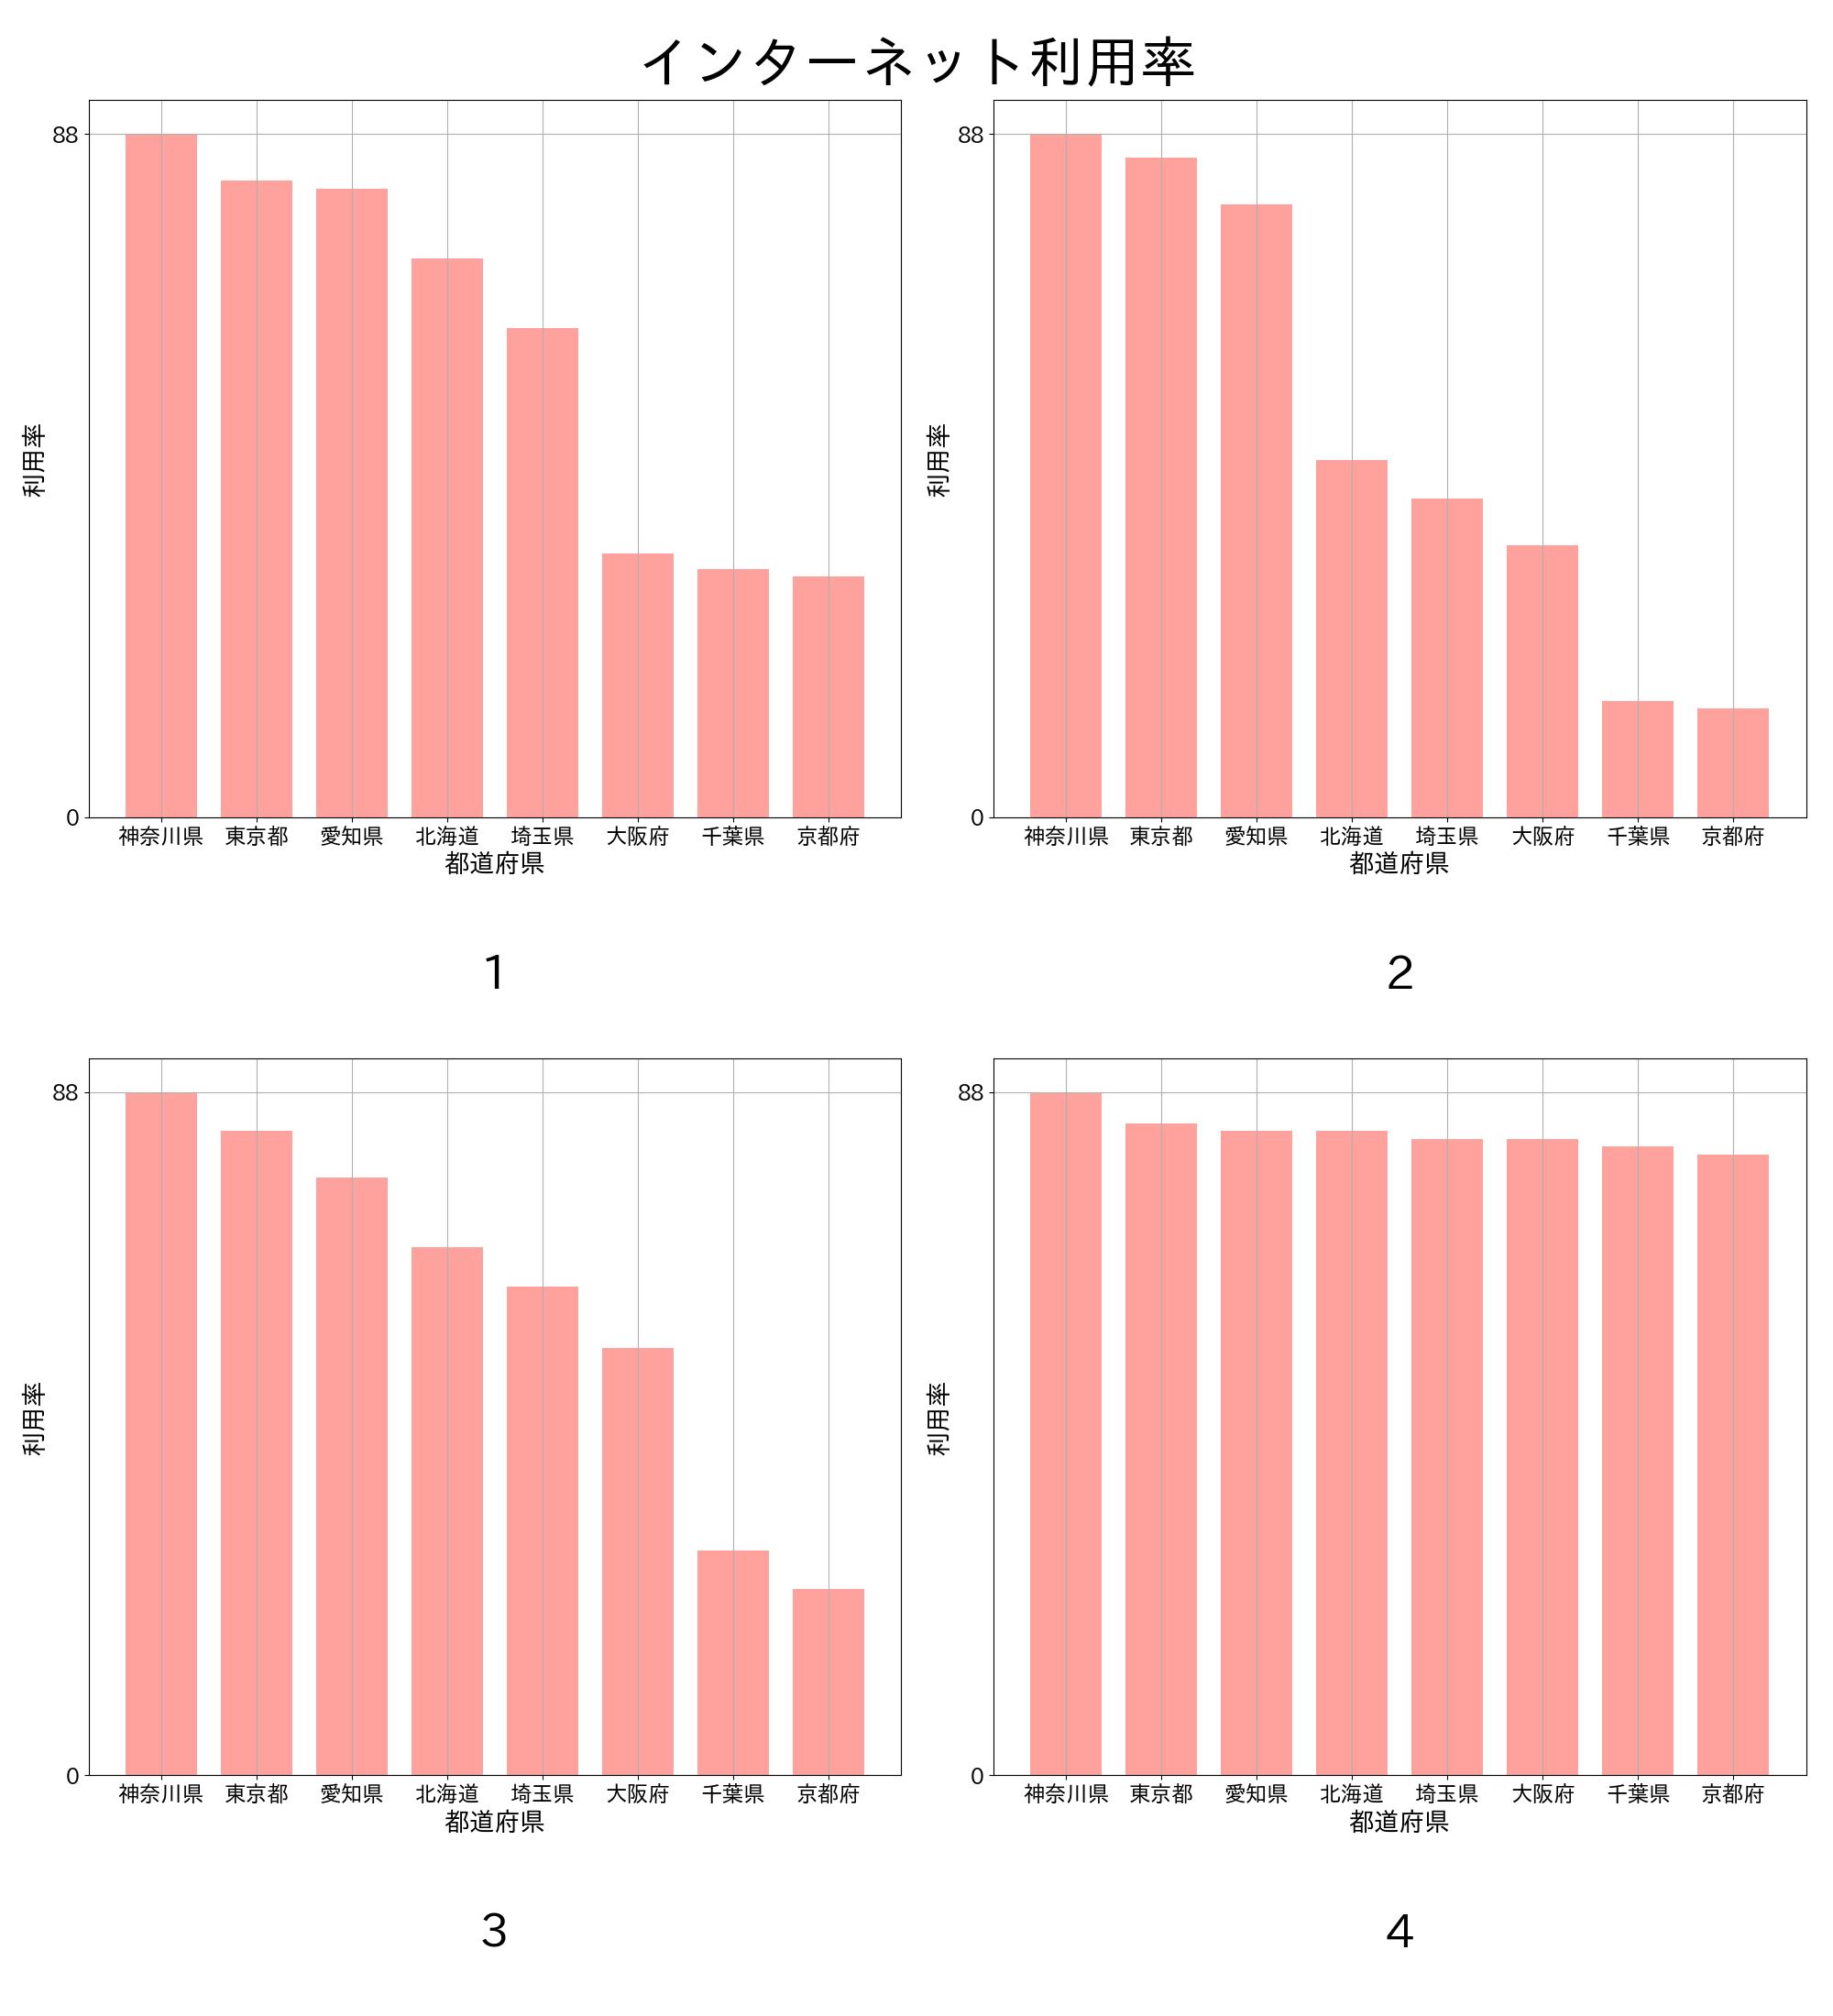 インターネット利用率
88
0
利用率
神奈川県 東京都 愛知県 北海道 埼玉県 大阪府 千葉県 京都府
都道府県
1
88
0
利用率
神奈川県 東京都 愛知県 北海道 埼玉県 大阪府 千葉県 京都府
都道府県
2
88
0
利用率
神奈川県 東京都 愛知県 北海道 埼玉県 大阪府 千葉県 京都府
都道府県
3
88
0
利用率
神奈川県 東京都 愛知県 北海道 埼玉県 大阪府 千葉県 京都府
都道府県
4